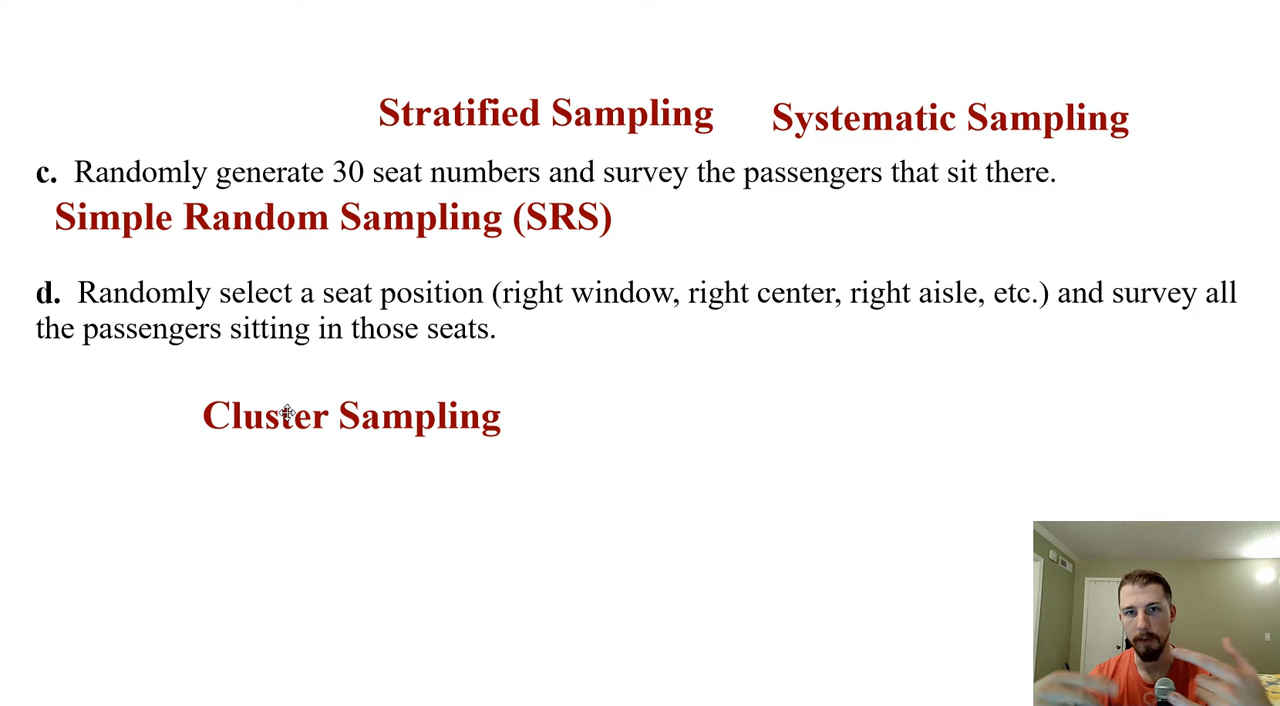 Stratified Sampling
Systematic Sampling
c. Randomly generate 30 seat numbers and survey the passengers that sit there.
Simple Random Sampling (SRS)
d. Randomly select a seat position (right window, right center, right aisle, etc.) and survey all
the passengers sitting in those seats.
Cluster Sampling